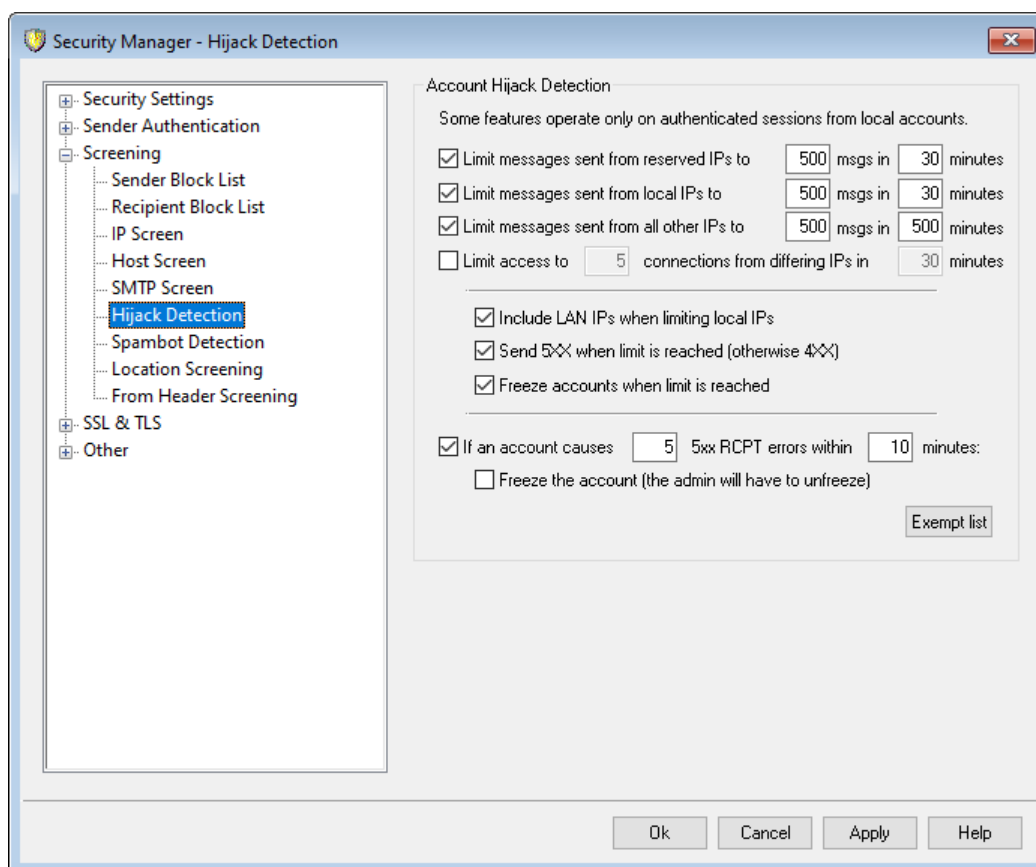 Security Manager - Hijack Detection
Security Settings
Sender Authentication
Screening
Sender Block List
Recipient Block List
IP Screen
Host Screen
SMTP Screen
Hijack Detection
Spambot Detection
Location Screening
From Header Screening
SSL & TLS
Other
Account Hijack Detection
Some features operate only on authenticated sessions from local accounts.
Limit messages sent from reserved IPs to 500 msgs in 30 minutes
Limit messages sent from local IPs to 500 msgs in 30 minutes
Limit messages sent from all other IPs to 500 msgs in 500 minutes
Limit access to 5 connections from differing IPs in 30 minutes
Include LAN IPs when limiting local IPs
Send 5XX when limit is reached (otherwise 4XX)
Freeze accounts when limit is reached
If an account causes 5 5xx RCPT errors within 10 minutes:
Freeze the account (the admin will have to unfreeze)
Exempt list
Ok Cancel Apply Help